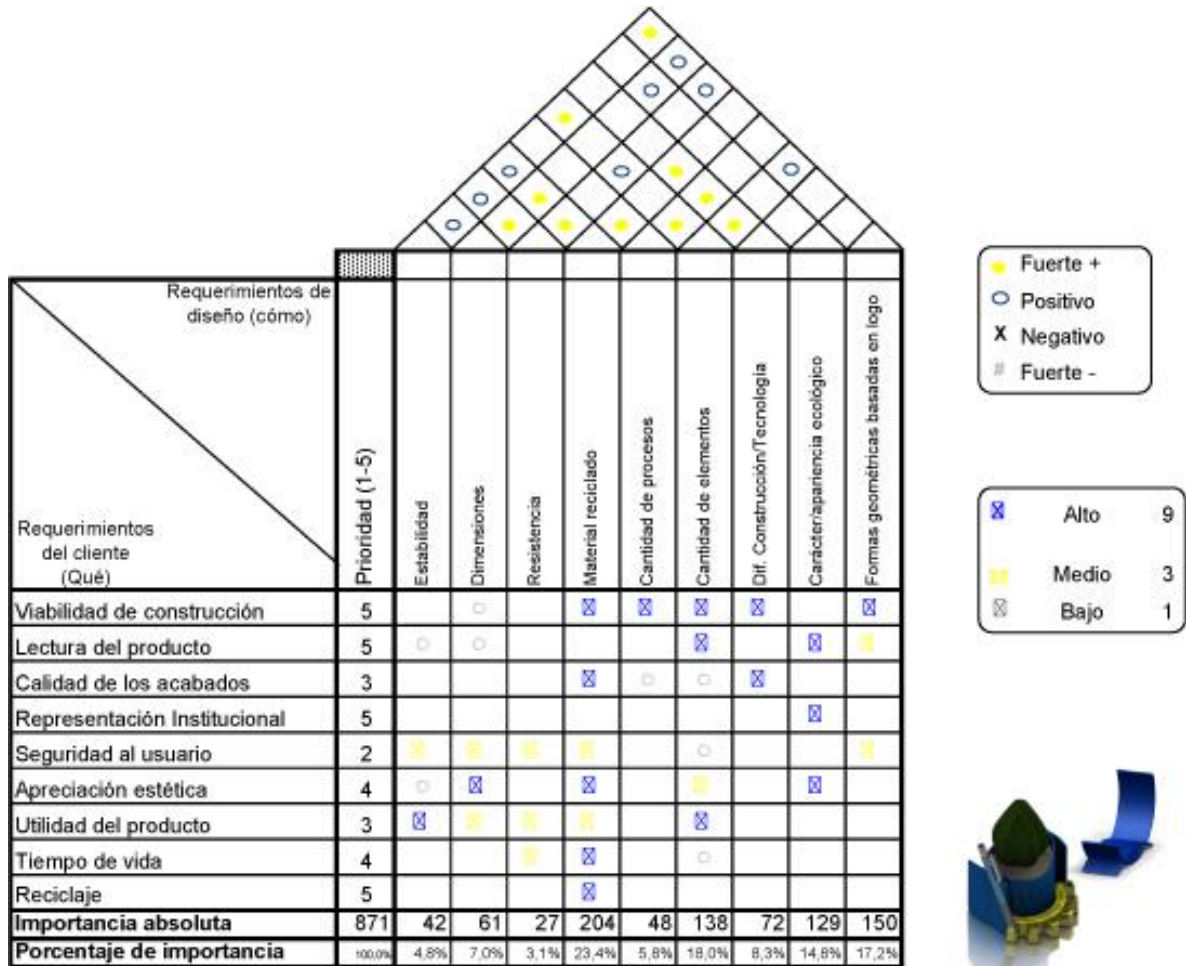 Fuerte +
Positivo
X Negativo
# Fuerte -
Requerimientos de
diseño (cómo)
Requerimientos
del cliente
(Qué)
Prioridad (1-5)
Estabilidad
Dimensiones
Resistencia
Material reciclado
Cantidad de procesos
Cantidad de elementos
Dif. Construcción/Tecnología
Carácter/apariencia ecológico
Formas geométricas basadas en logo
Alto 9
Medio 3
Bajo 1
Viabilidad de construcción 5
Lectura del producto 5
Calidad de los acabados 3
Representación Institucional 5
Seguridad al usuario 2
Apreciación estética 4
Utilidad del producto 3
Tiempo de vida 4
Reciclaje 5
Importancia absoluta 871 42 61 27 204 48 138 72 129 150
Porcentaje de importancia 100,0% 4,8% 7,0% 3,1% 23,4% 5,8% 18,0% 8,3% 14,8% 17,2%